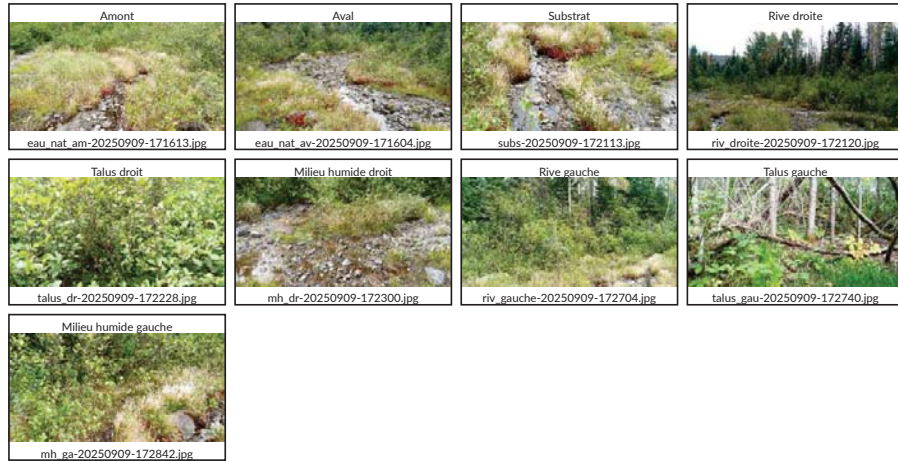 Amont
eau_nat_am-20250909-171613.jpg
Aval
eau_nat_av-20250909-171604.jpg
Substrat
subs-20250909-172113.jpg
Rive droite
riv_droite-20250909-172120.jpg
Talus droit
talus_dr-20250909-172228.jpg
Milieu humide droit
mh_dr-20250909-172300.jpg
Rive gauche
riv_gauche-20250909-172704.jpg
Talus gauche
talus_gau-20250909-172740.jpg
Milieu humide gauche
mh_ga-20250909-172842.jpg